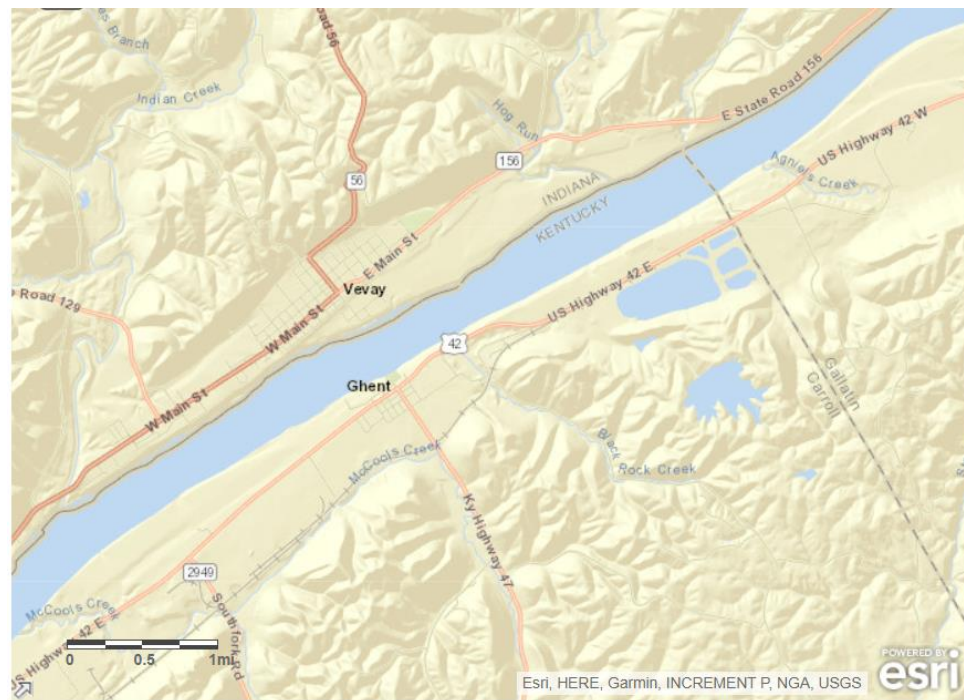 as Branch
Indian Creek
Road 56
Hog Run
E State Road 156
US Highway 42 W
Agniels Creek
156
56
INDIANA
KENTUCKY
E Main St
Vevay
US Highway 42 E
Road 129
W Main St
42
Ghent
W Main St
Gallatin
Carroll
McCools Creek
Black Rock Creek
Ky Highway 47
2949
McCools Creek
Southfork Rd
US Highway 42 E
0 0.5 1mi
Esri, HERE, Garmin, INCREMENT P, NGA, USGS
POWERED BY
esri